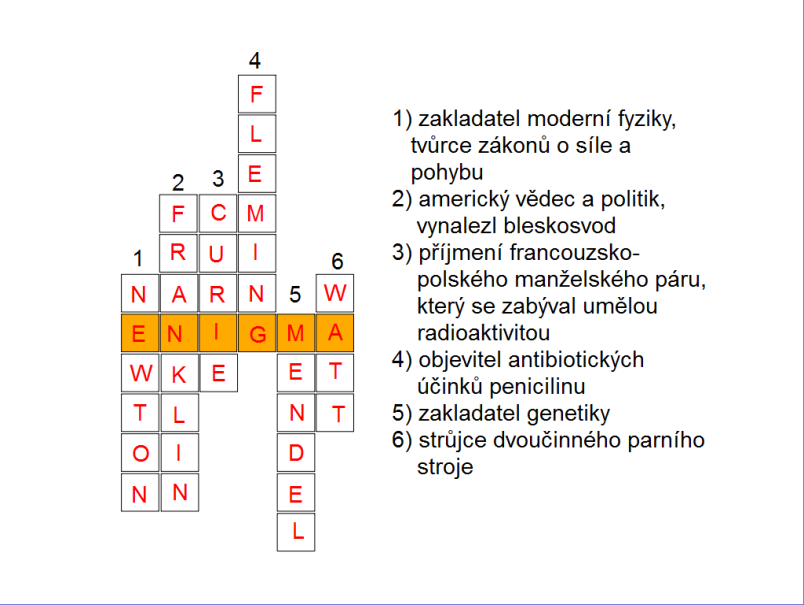 4
F
L
E
2 3
F C M
R U I
1 6
N A R N 5 W
E N I G M A
W K E E T
T L N T
O I D
N N E
L
1) zakladatel moderní fyziky,
tvůrce zákonů o síle a
pohybu
2) americký vědec a politik,
vynalezl bleskosvod
3) příjmení francouzsko-
polského manželského páru,
který se zabýval umělou
radioaktivitou
4) objevitel antibiotických
účinků penicilinu
5) zakladatel genetiky
6) strůjce dvoučinného parního
stroje